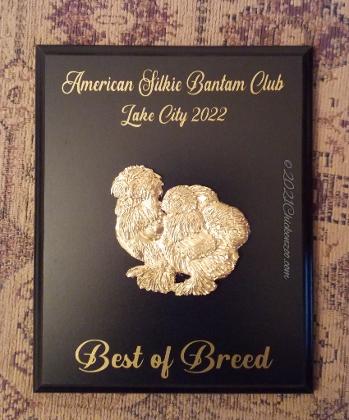 American Silkie Bantam Club
Lake City 2022
Best of Breed